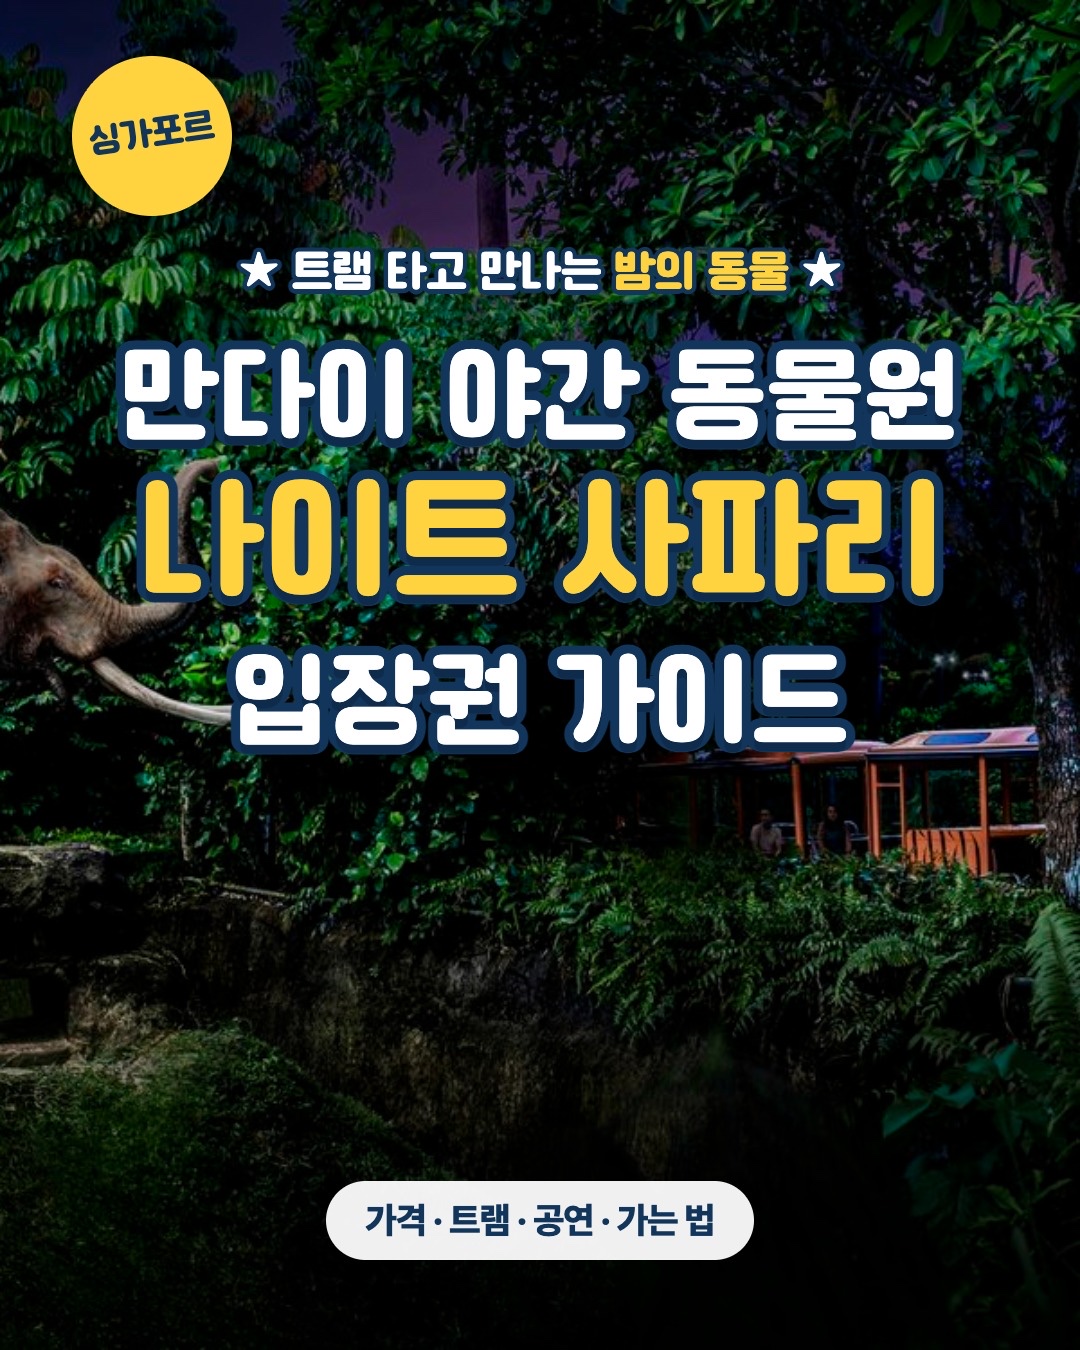 싱가포르
★ 트램 타고 만나는 밤의 동물 ★
만다이 야간 동물원
나이트 사파리
입장권 가이드
가격 · 트램 · 공연 · 가는 법